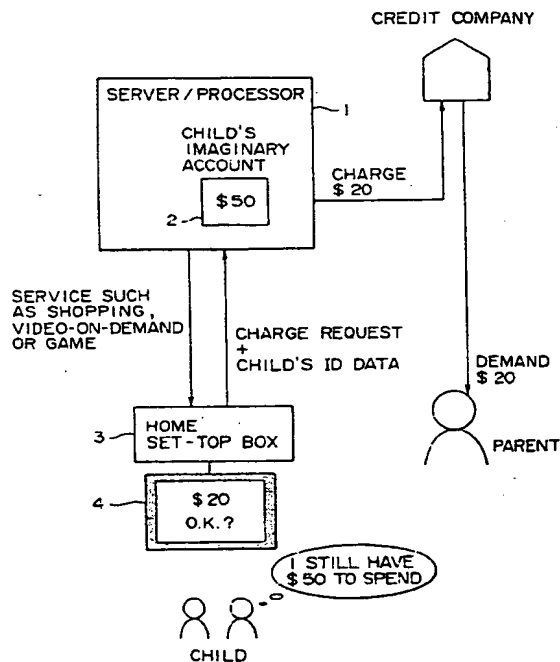 CREDIT COMPANY
SERVER/PROCESSOR
1
CHILD'S
IMAGINARY
ACCOUNT
$50
2
CHARGE
$20
SERVICE SUCH
AS SHOPPING,
VIDEO-ON-DEMAND
OR GAME
CHARGE REQUEST
+
CHILD'S ID DATA
DEMAND
$20
3
HOME
SET-TOP BOX
PARENT
4
$20
O.K.?
I STILL HAVE
$50 TO SPEND
CHILD